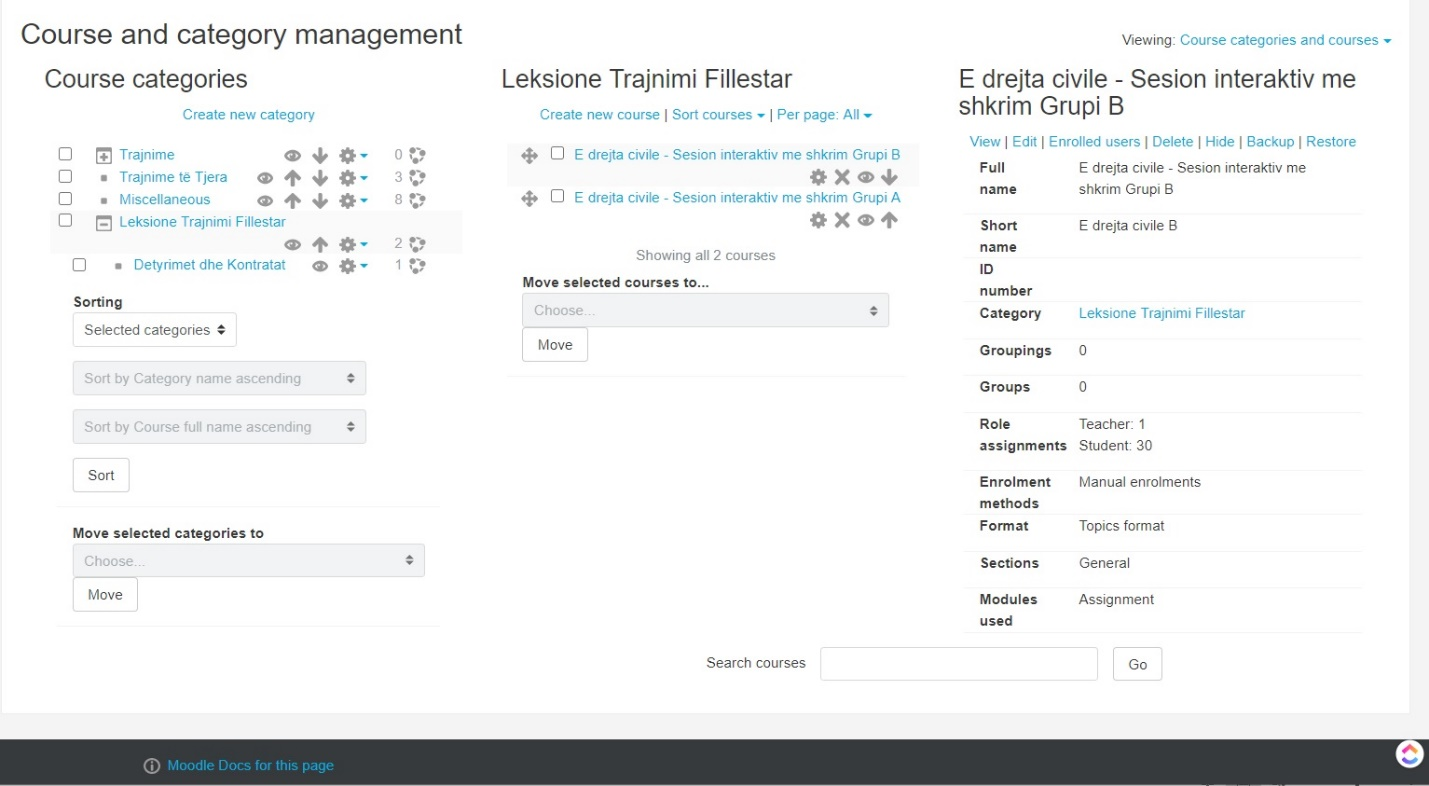 Course and category management
Viewing: Course categories and courses
Course categories
Create new category
Trajnime 0
Trajnime të Tjera 3
Miscellaneous 8
Leksione Trajnimi Fillestar
2
Detyrimet dhe Kontratat 1
Sorting
Selected categories
Sort by Category name ascending
Sort by Course full name ascending
Sort
Move selected categories to
Choose...
Move
Leksione Trajnimi Fillestar
Create new course | Sort courses | Per page: All
E drejta civile - Sesion interaktiv me shkrim Grupi B
E drejta civile - Sesion interaktiv me shkrim Grupi A
Showing all 2 courses
Move selected courses to...
Choose...
Move
E drejta civile - Sesion interaktiv me
shkrim Grupi B
View | Edit | Enrolled users | Delete | Hide | Backup | Restore
Full name E drejta civile - Sesion interaktiv me
shkrim Grupi B
Short name E drejta civile B
ID number
Category Leksione Trajnimi Fillestar
Groupings 0
Groups 0
Role assignments Teacher: 1
Student: 30
Enrolment methods Manual enrolments
Format Topics format
Sections General
Modules used Assignment
Search courses Go
Moodle Docs for this page